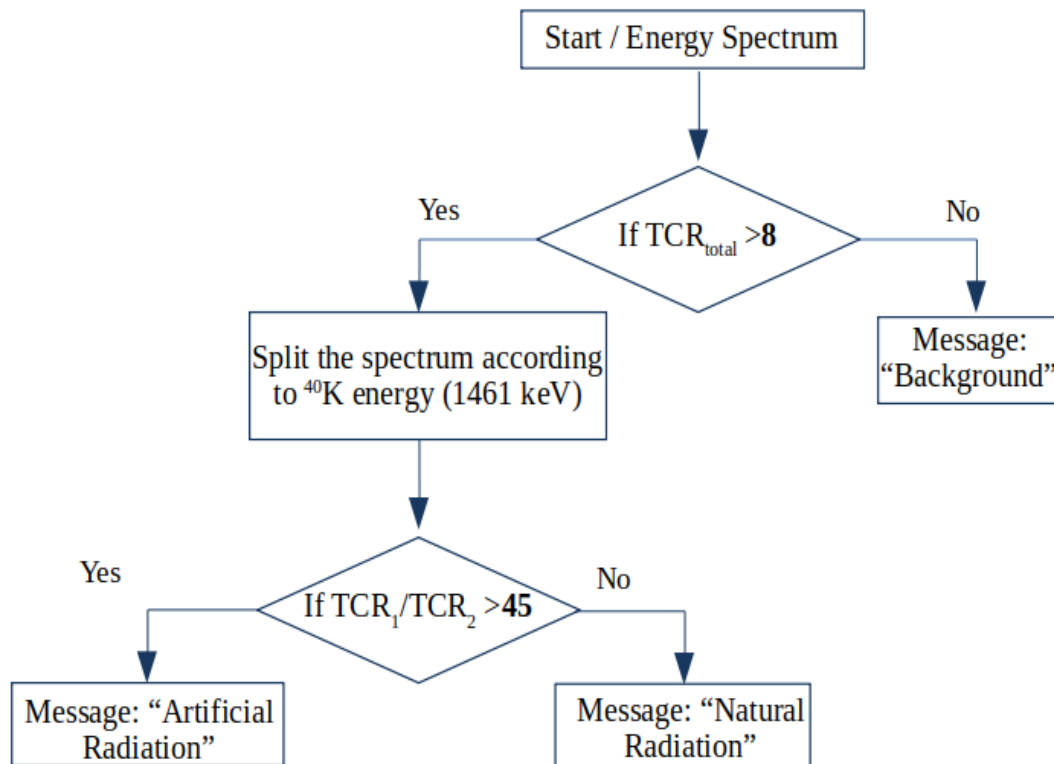 Start / Energy Spectrum
Yes
No
If TCRtotal >8
Split the spectrum according
to ⁴⁰K energy (1461 keV)
Message:
“Background”
Yes
No
If TCR₁/TCR₂ >45
Message: “Artificial
Radiation”
Message: “Natural
Radiation”